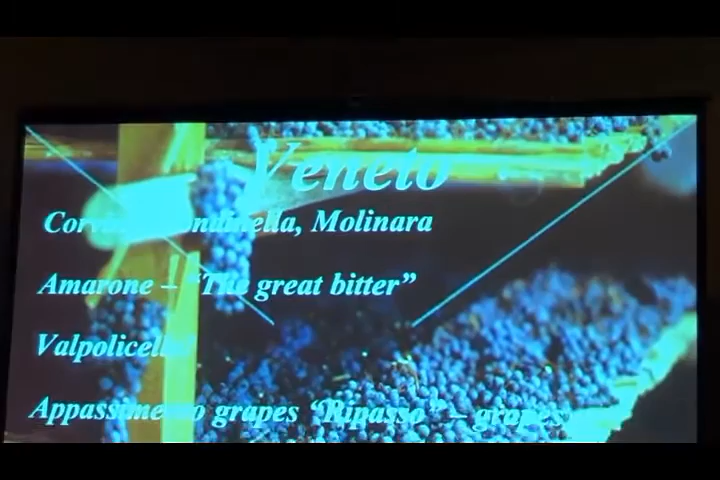 Veneto
Corvina, Rondinella, Molinara
Amarone – “The great bitter”
Valpolicella
Appassimento grapes “Ripasso” – grapes